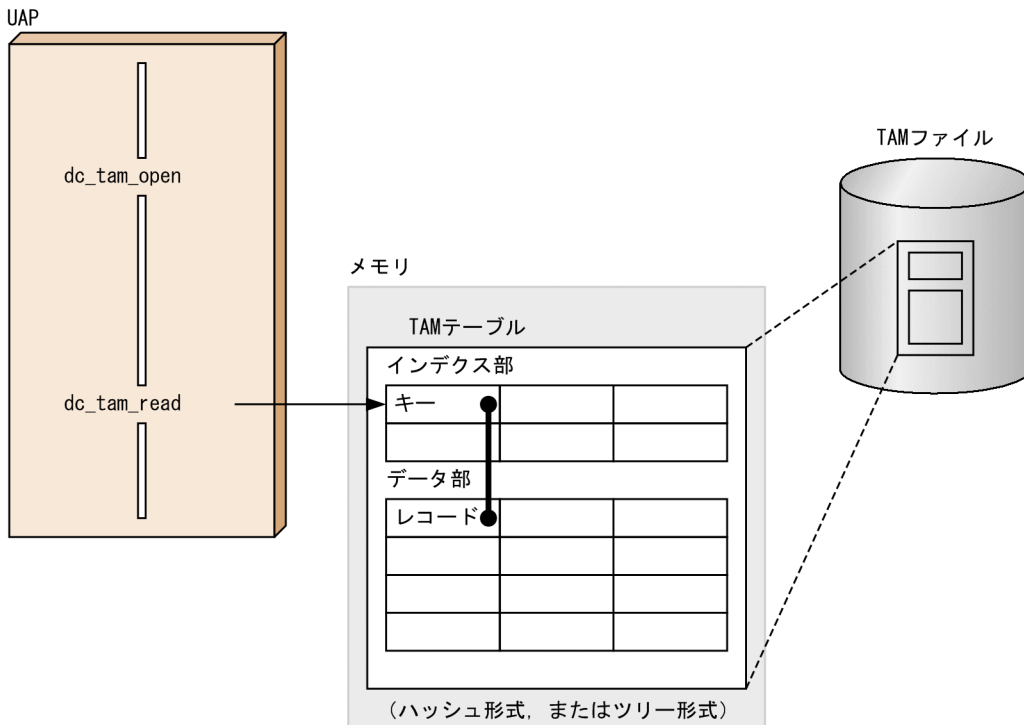 UAP
dc_tam_open
dc_tam_read
メモリ
TAMテーブル
インデクス部
キー
データ部
レコード
(ハッシュ形式,またはツリー形式)
TAMファイル